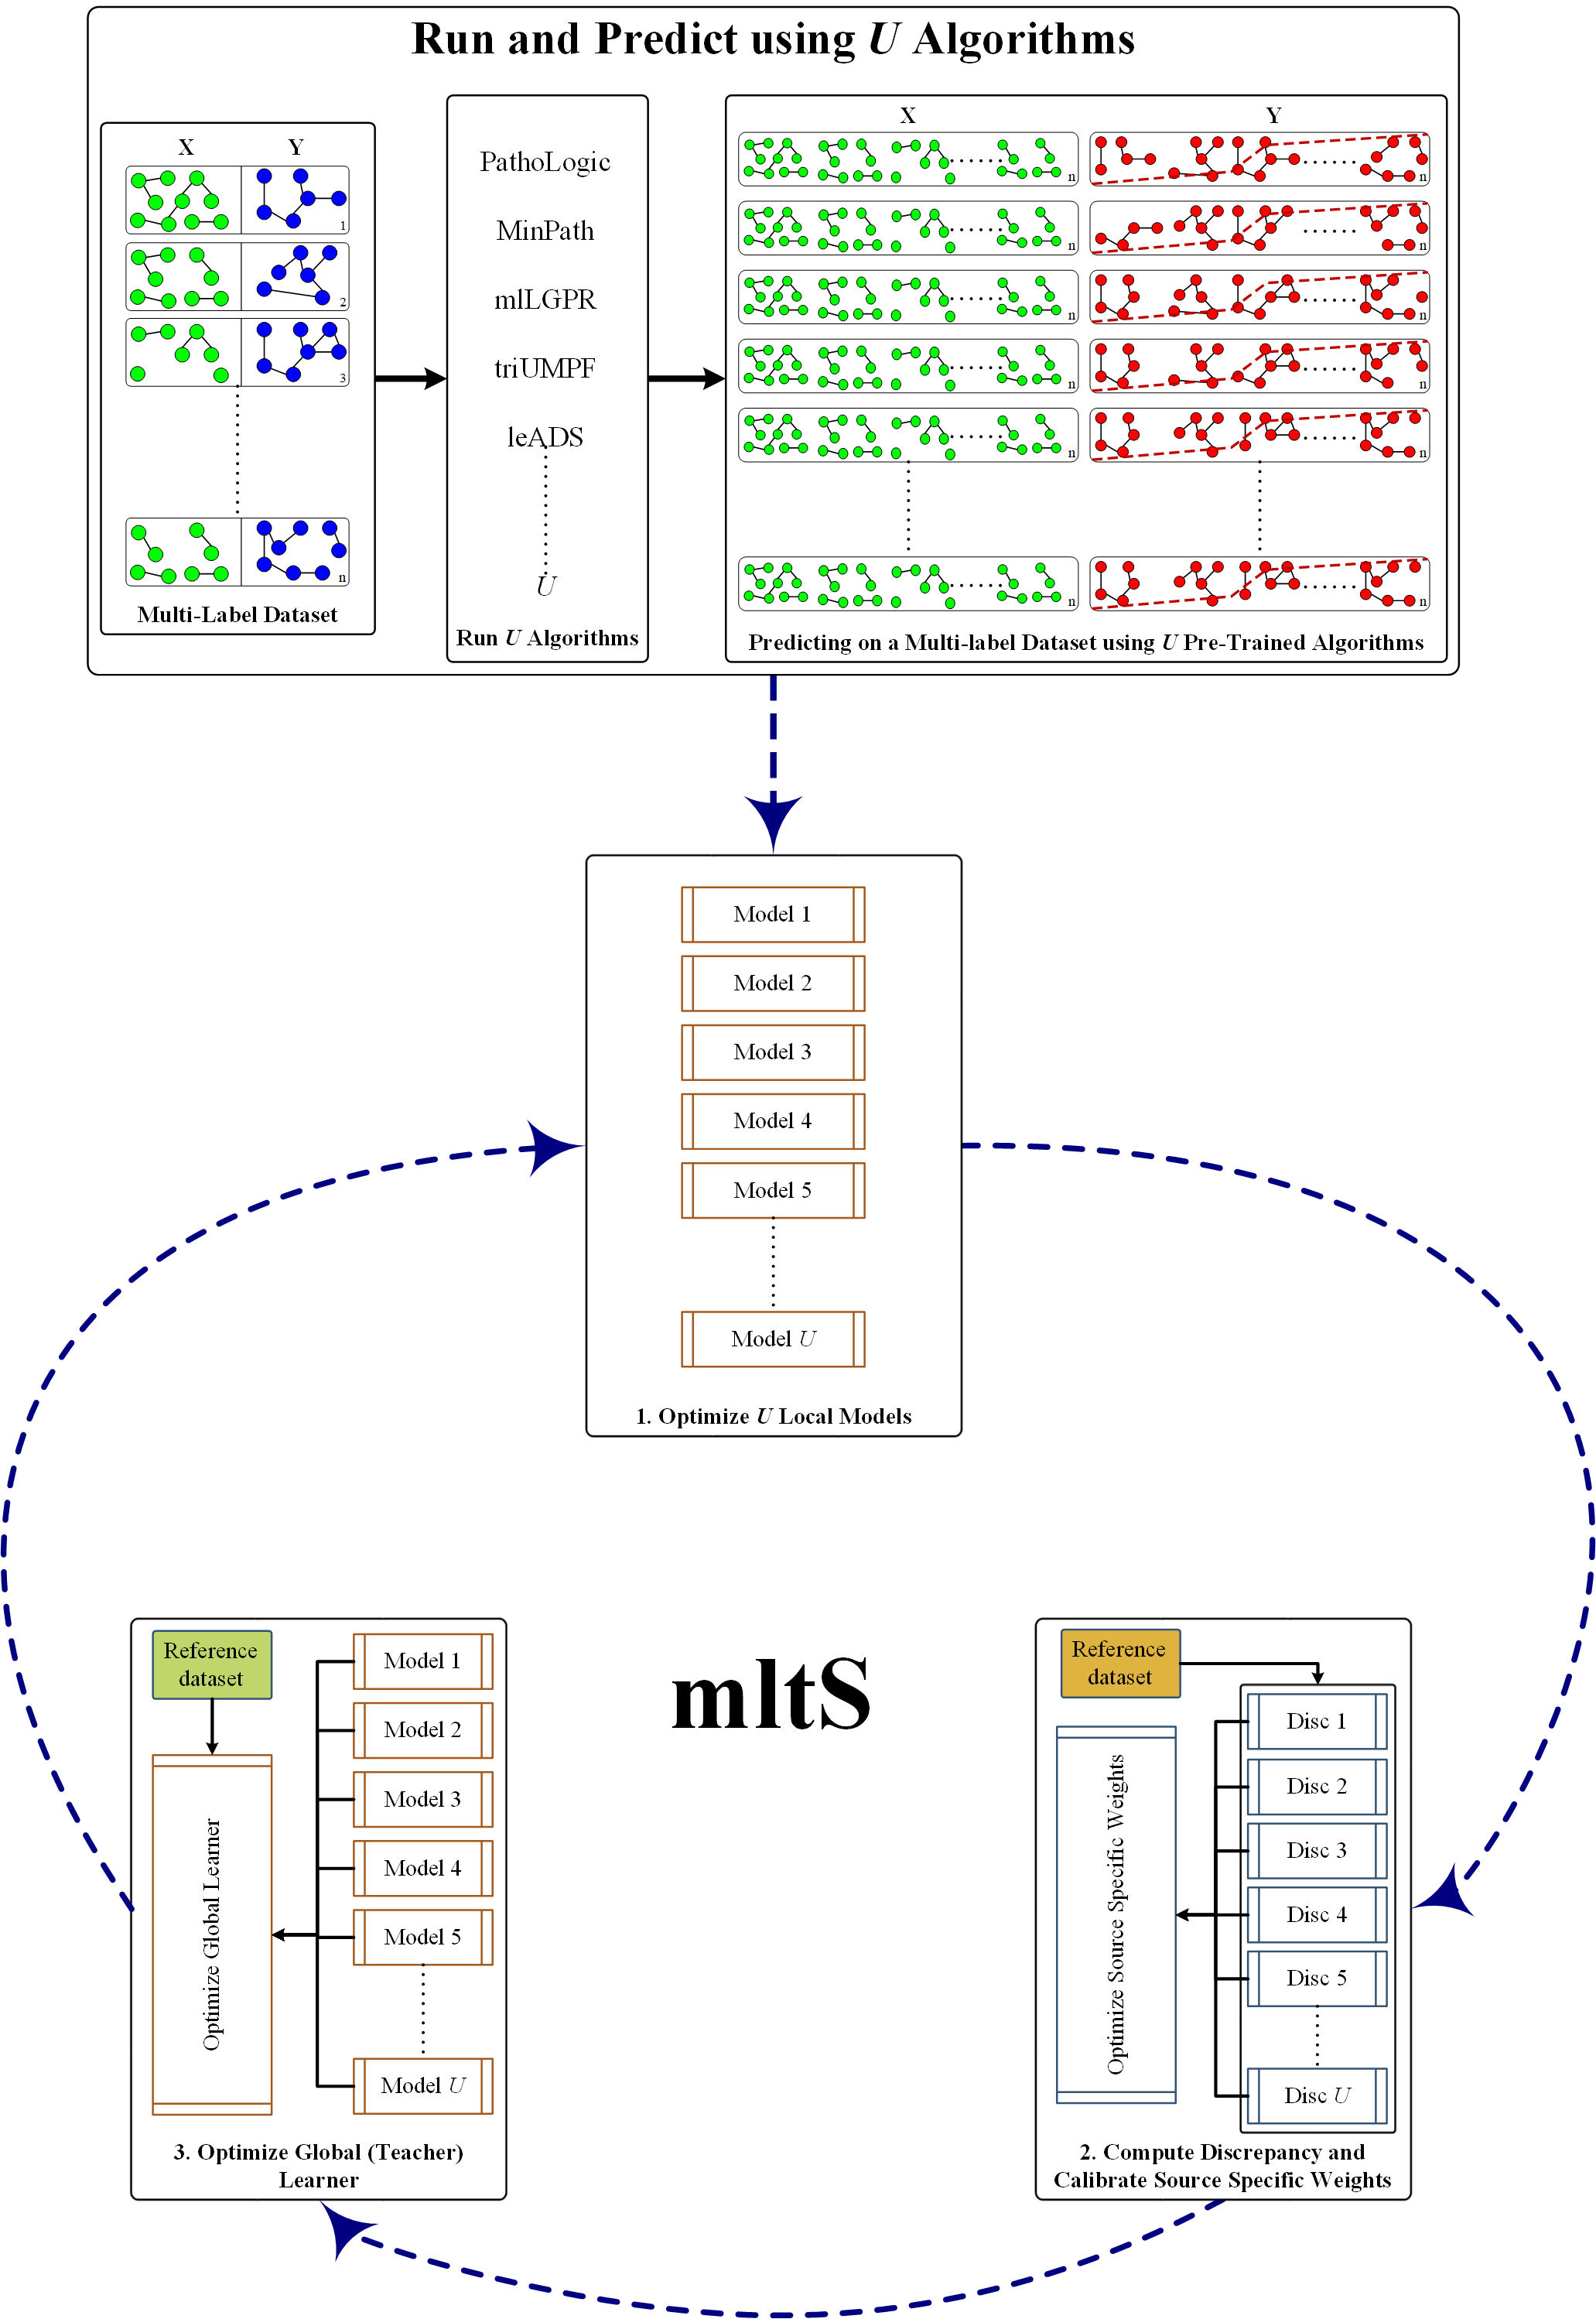 Run and Predict using U Algorithms
X Y
1
2
3
n
Multi-Label Dataset
PathoLogic
MinPath
mlLGPR
triUMPF
leADS
U
Run U Algorithms
X Y
n n
n n
n n
n n
n n
n n
Predicting on a Multi-label Dataset using U Pre-Trained Algorithms
Model 1
Model 2
Model 3
Model 4
Model 5
Model U
1. Optimize U Local Models
mltS
Reference
dataset
Disc 1
Disc 2
Disc 3
Disc 4
Disc 5
Disc U
Optimize Source Specific Weights
2. Compute Discrepancy and
Calibrate Source Specific Weights
Reference
dataset
Optimize Global Learner
Model 1
Model 2
Model 3
Model 4
Model 5
Model U
3. Optimize Global (Teacher)
Learner